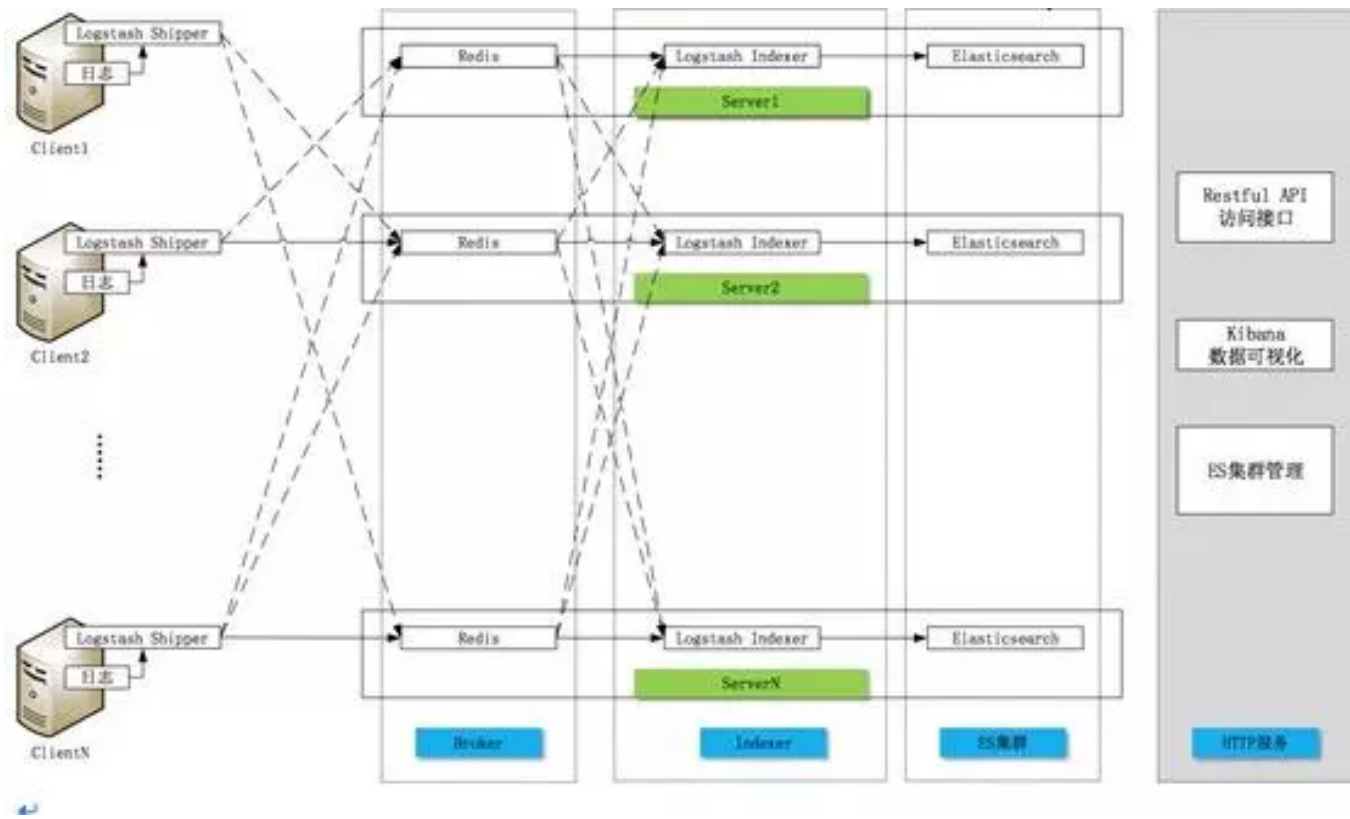 Logstash Shipper
日志
Client1
Redis
Logstash Indexer
Elasticsearch
Server1
Logstash Shipper
日志
Client2
Redis
Logstash Indexer
Elasticsearch
Server2
Logstash Shipper
日志
ClientN
Redis
Logstash Indexer
Elasticsearch
ServerN
Broker
Indexer
ES集群
Restful API
访问接口
Kibana
数据可视化
ES集群管理
HTTP服务